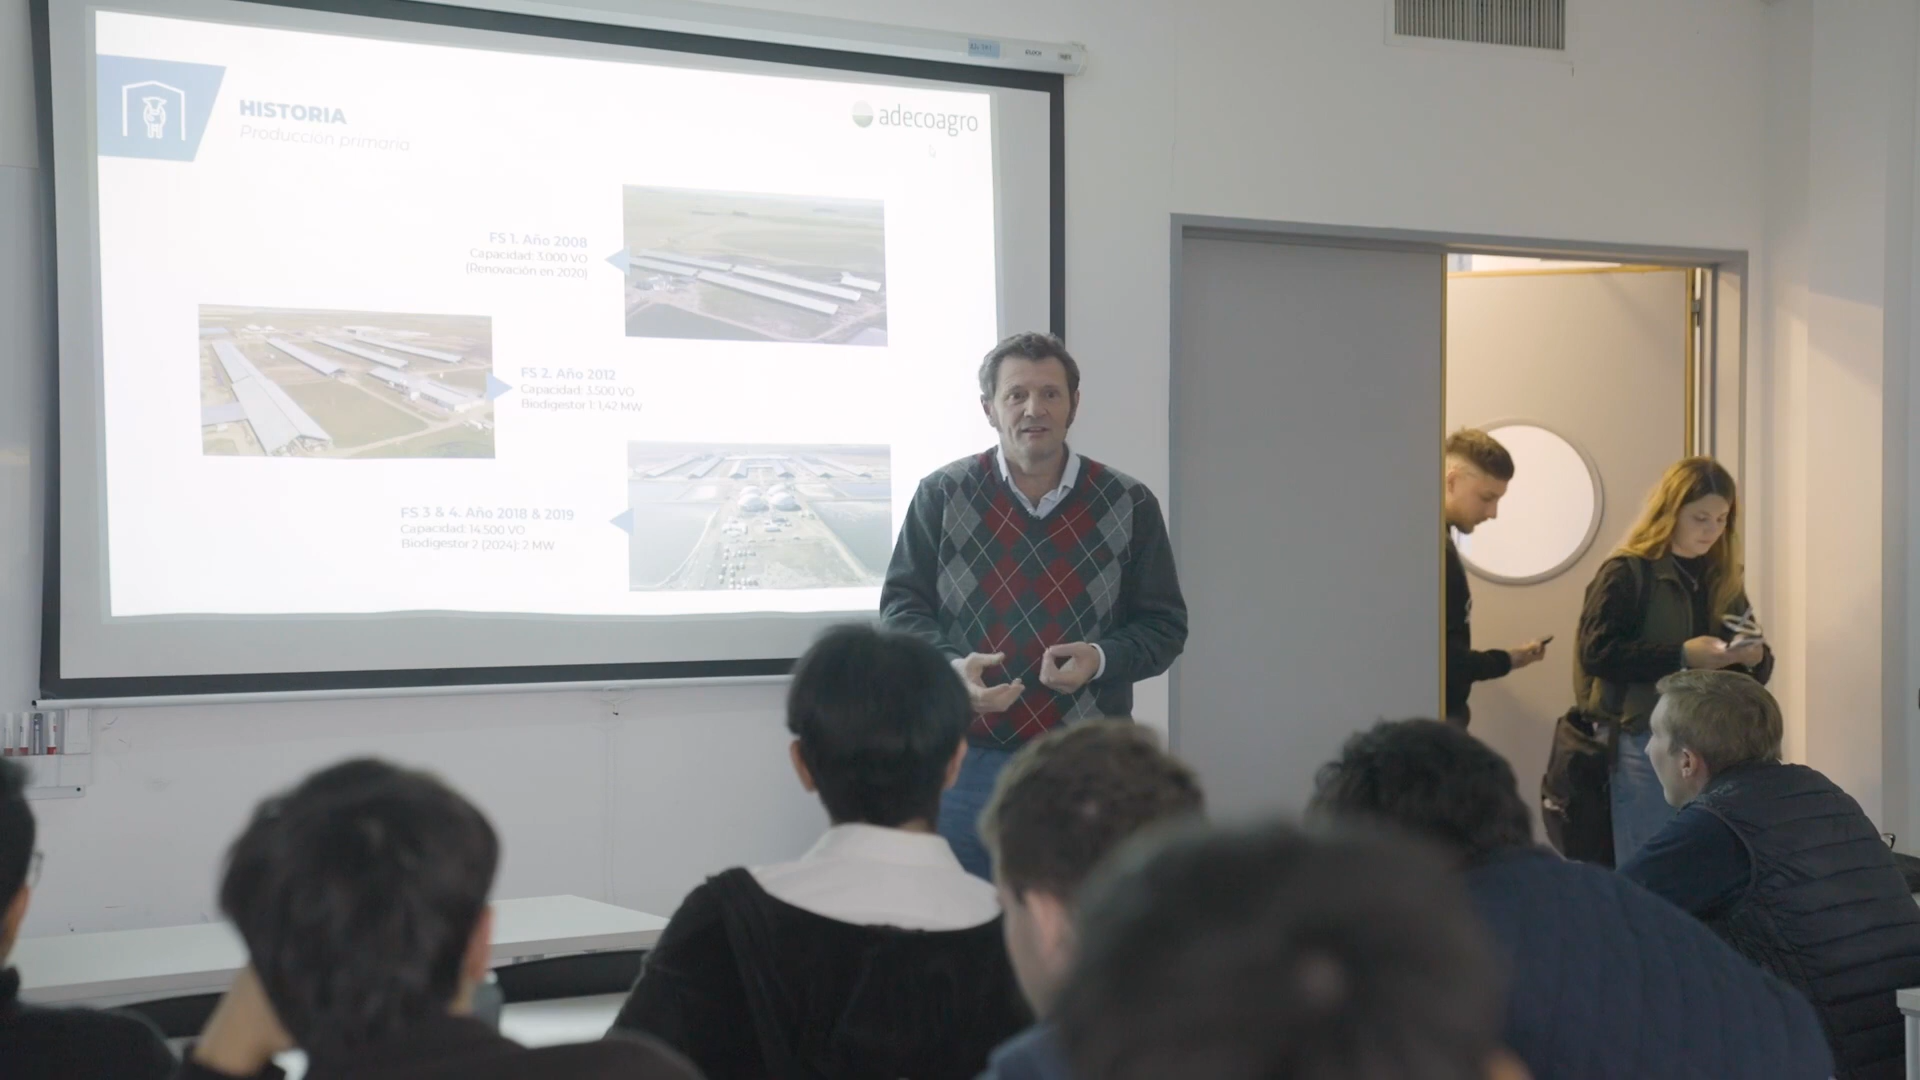 HISTORIA
Producción primaria
adecoagro
FS 1. Año 2008
Capacidad: 3.000 VO
(Renovación en 2020)
FS 2. Año 2012
Capacidad: 3.500 VO
Biodigestor 1: 1,42 MW
FS 3 & 4. Año 2018 & 2019
Capacidad: 14.500 VO
Biodigestor 2 (2024): 2 MW